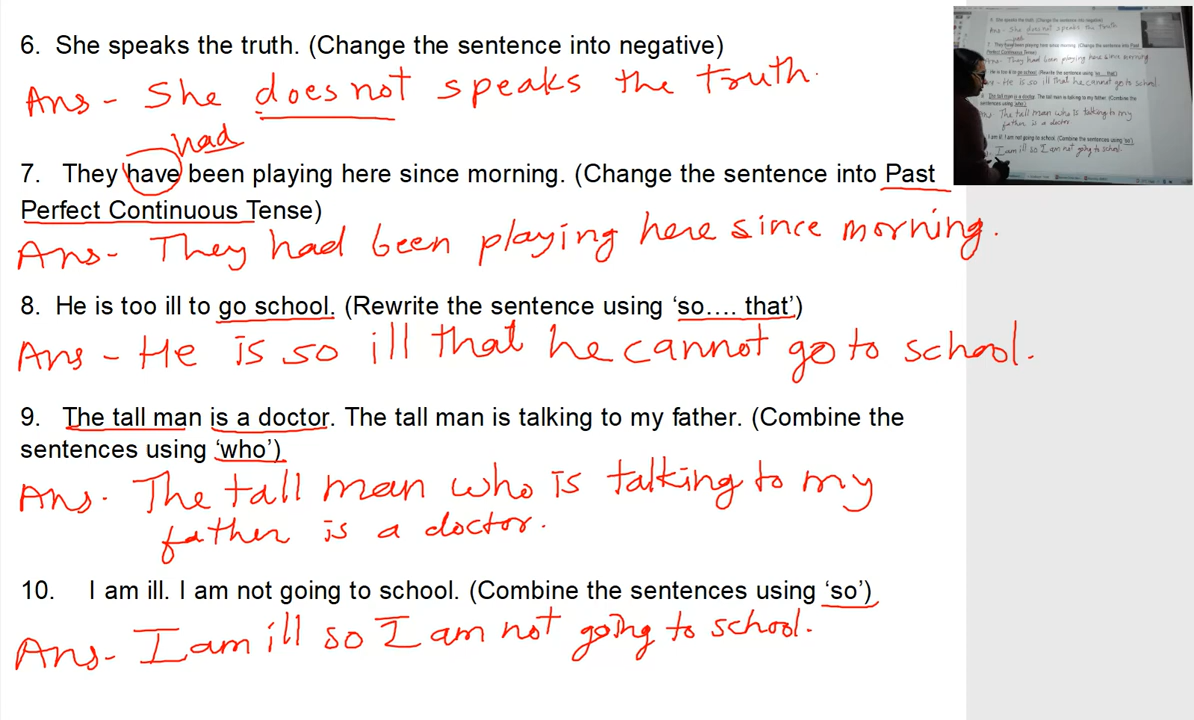 6. She speaks the truth. (Change the sentence into negative)
Ans - She does not speaks the truth.
had
7. They have been playing here since morning. (Change the sentence into Past
Perfect Continuous Tense)
Ans - They had been playing here since morning.
8. He is too ill to go school. (Rewrite the sentence using ‘so.... that’)
Ans - He is so ill that he cannot go to school.
9. The tall man is a doctor. The tall man is talking to my father. (Combine the
sentences using ‘who’)
Ans. The tall man who is talking to my
father is a doctor.
10. I am ill. I am not going to school. (Combine the sentences using ‘so’)
Ans- I am ill so I am not going to school.